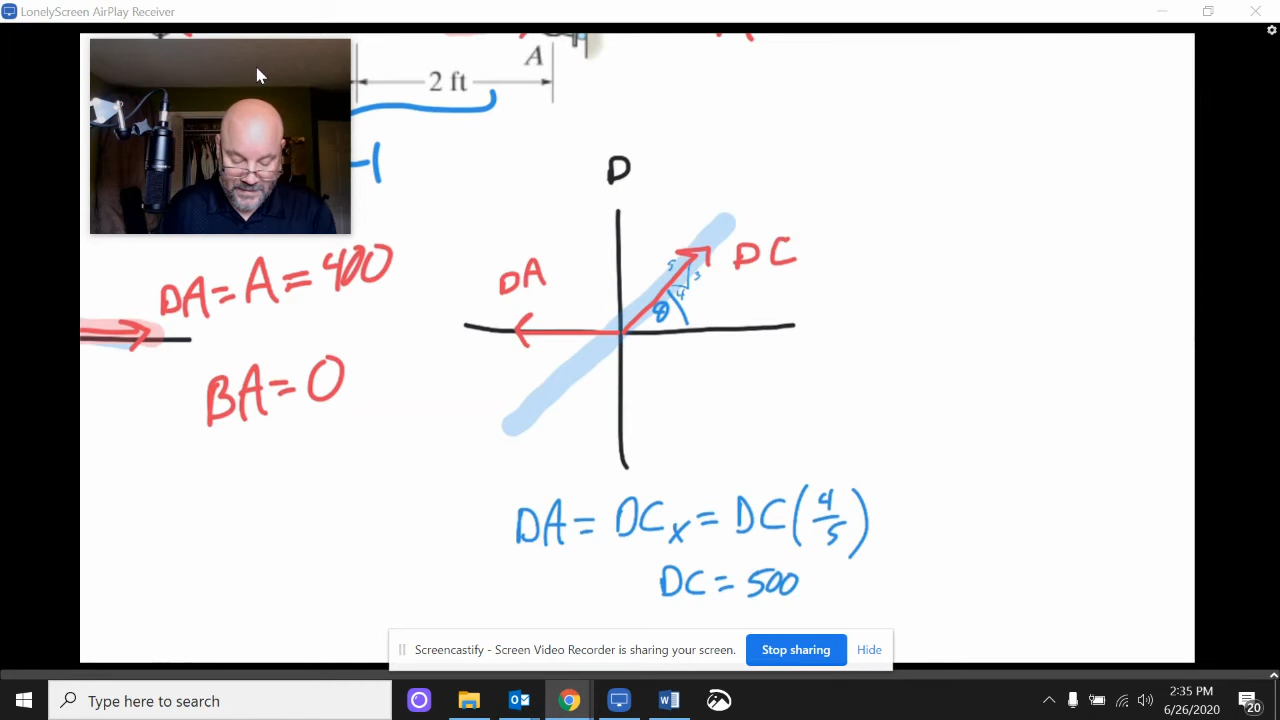 LonelyScreen AirPlay Receiver
A
2 ft
-1
D
DC
DA
5
3
4
θ
DA = A = 400
BA = 0
DA = DCx = DC(4/5)
DC = 500
Screencastify - Screen Video Recorder is sharing your screen.
Stop sharing
Hide
Type here to search
2:35 PM
6/26/2020
20